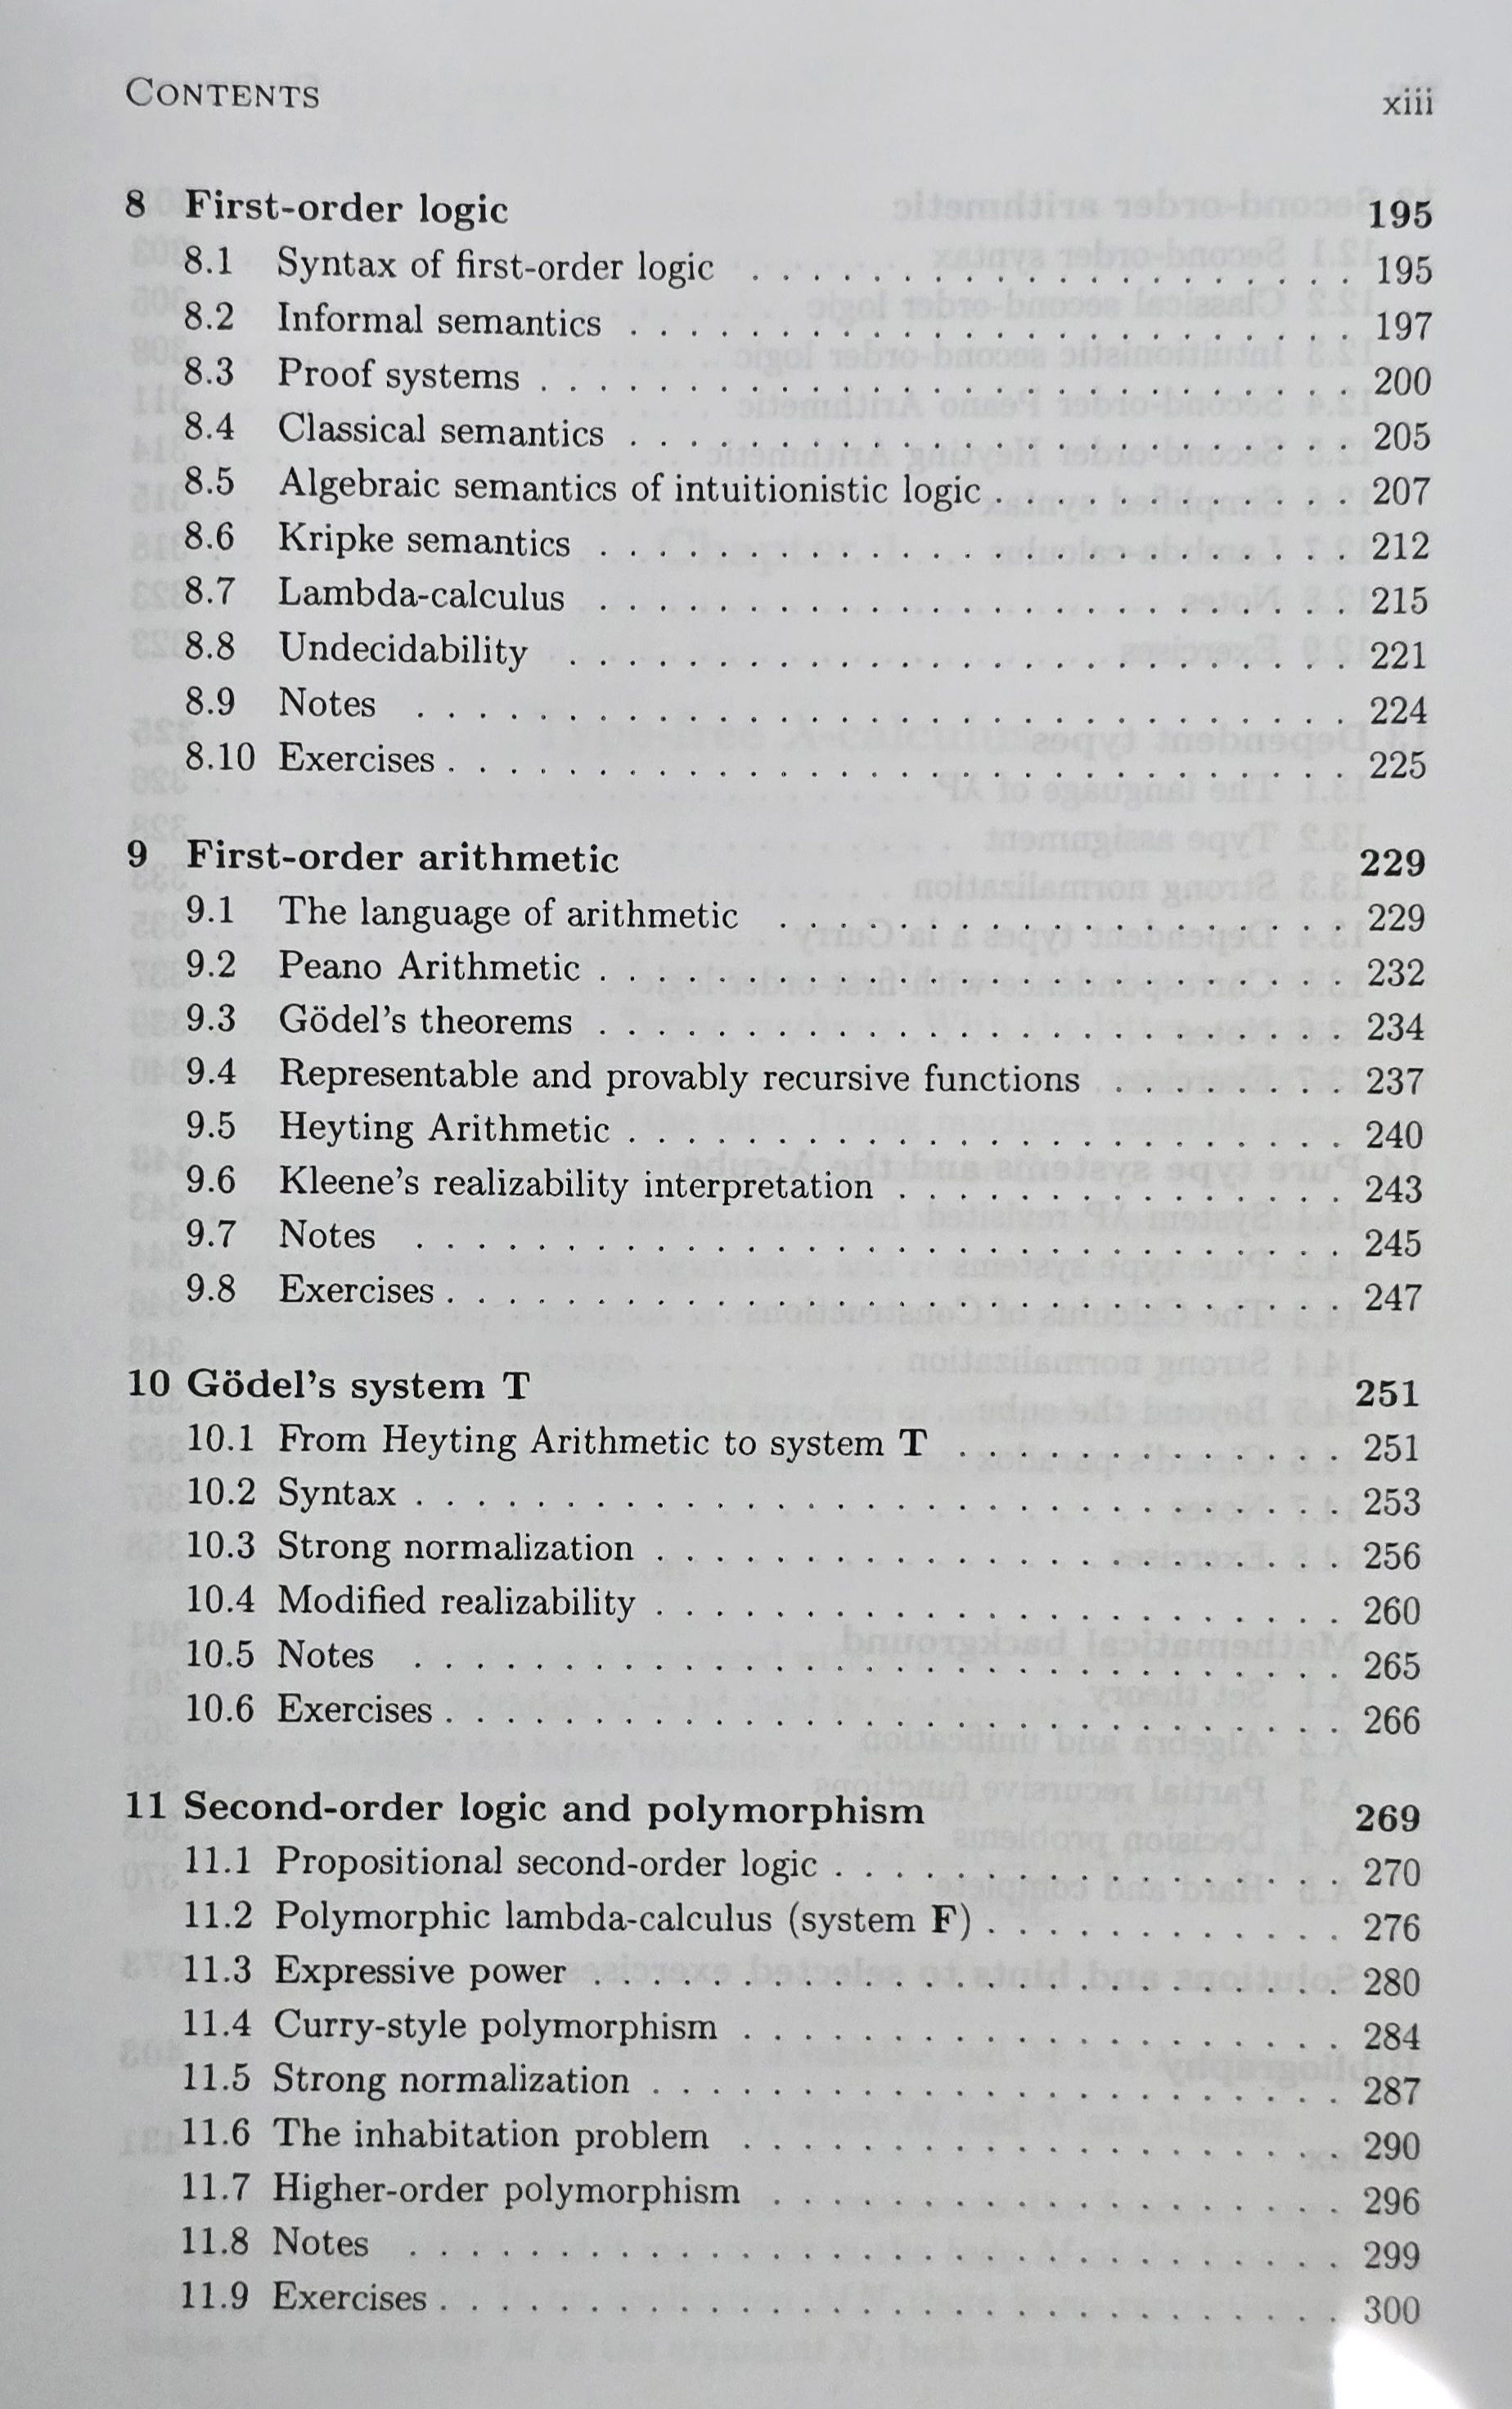 CONTENTS xiii
8 First-order logic 195
8.1 Syntax of first-order logic . . . . . . . . . . . . . . . . . . . . 195
8.2 Informal semantics . . . . . . . . . . . . . . . . . . . . . . . . 197
8.3 Proof systems . . . . . . . . . . . . . . . . . . . . . . . . . . . 200
8.4 Classical semantics . . . . . . . . . . . . . . . . . . . . . . . . 205
8.5 Algebraic semantics of intuitionistic logic . . . . . . . . . . . . 207
8.6 Kripke semantics . . . . . . . . . . . . . . . . . . . . . . . . . 212
8.7 Lambda-calculus . . . . . . . . . . . . . . . . . . . . . . . . . 215
8.8 Undecidability . . . . . . . . . . . . . . . . . . . . . . . . . . 221
8.9 Notes . . . . . . . . . . . . . . . . . . . . . . . . . . . . . . . 224
8.10 Exercises . . . . . . . . . . . . . . . . . . . . . . . . . . . . . . 225
9 First-order arithmetic 229
9.1 The language of arithmetic . . . . . . . . . . . . . . . . . . . 229
9.2 Peano Arithmetic . . . . . . . . . . . . . . . . . . . . . . . . . 232
9.3 Gödel's theorems . . . . . . . . . . . . . . . . . . . . . . . . . 234
9.4 Representable and provably recursive functions . . . . . . . . 237
9.5 Heyting Arithmetic . . . . . . . . . . . . . . . . . . . . . . . . 240
9.6 Kleene's realizability interpretation . . . . . . . . . . . . . . . 243
9.7 Notes . . . . . . . . . . . . . . . . . . . . . . . . . . . . . . . 245
9.8 Exercises . . . . . . . . . . . . . . . . . . . . . . . . . . . . . . 247
10 Gödel's system T 251
10.1 From Heyting Arithmetic to system T . . . . . . . . . . . . . 251
10.2 Syntax . . . . . . . . . . . . . . . . . . . . . . . . . . . . . . . 253
10.3 Strong normalization . . . . . . . . . . . . . . . . . . . . . . . 256
10.4 Modified realizability . . . . . . . . . . . . . . . . . . . . . . . 260
10.5 Notes . . . . . . . . . . . . . . . . . . . . . . . . . . . . . . . 265
10.6 Exercises . . . . . . . . . . . . . . . . . . . . . . . . . . . . . . 266
11 Second-order logic and polymorphism 269
11.1 Propositional second-order logic . . . . . . . . . . . . . . . . . 270
11.2 Polymorphic lambda-calculus (system F) . . . . . . . . . . . . 276
11.3 Expressive power . . . . . . . . . . . . . . . . . . . . . . . . . 280
11.4 Curry-style polymorphism . . . . . . . . . . . . . . . . . . . . 284
11.5 Strong normalization . . . . . . . . . . . . . . . . . . . . . . . 287
11.6 The inhabitation problem . . . . . . . . . . . . . . . . . . . . 290
11.7 Higher-order polymorphism . . . . . . . . . . . . . . . . . . . 296
11.8 Notes . . . . . . . . . . . . . . . . . . . . . . . . . . . . . . . 299
11.9 Exercises . . . . . . . . . . . . . . . . . . . . . . . . . . . . . . 300